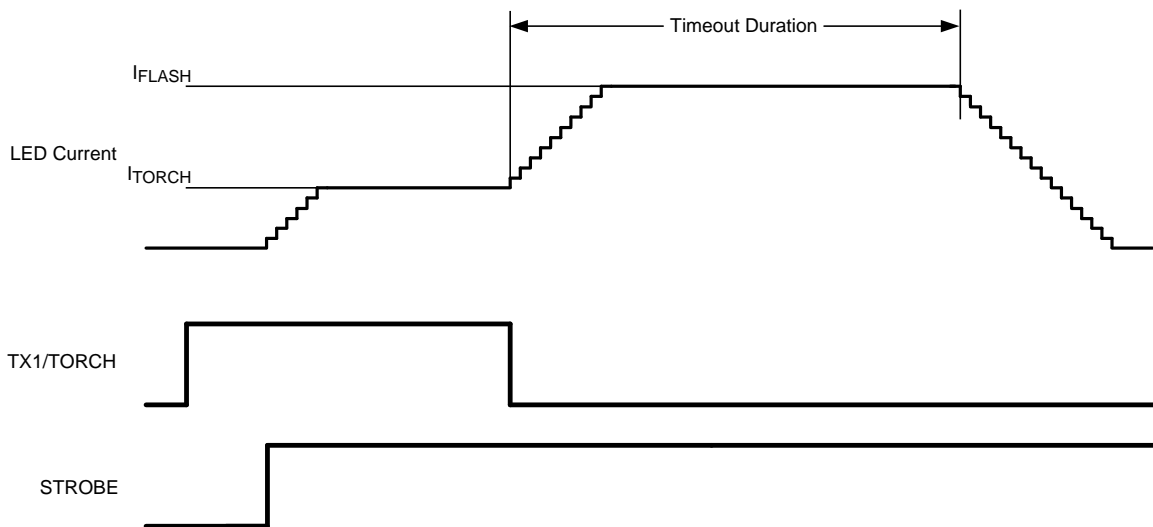 Timeout Duration
IFLASH
LED Current
ITORCH
TX1/TORCH
STROBE